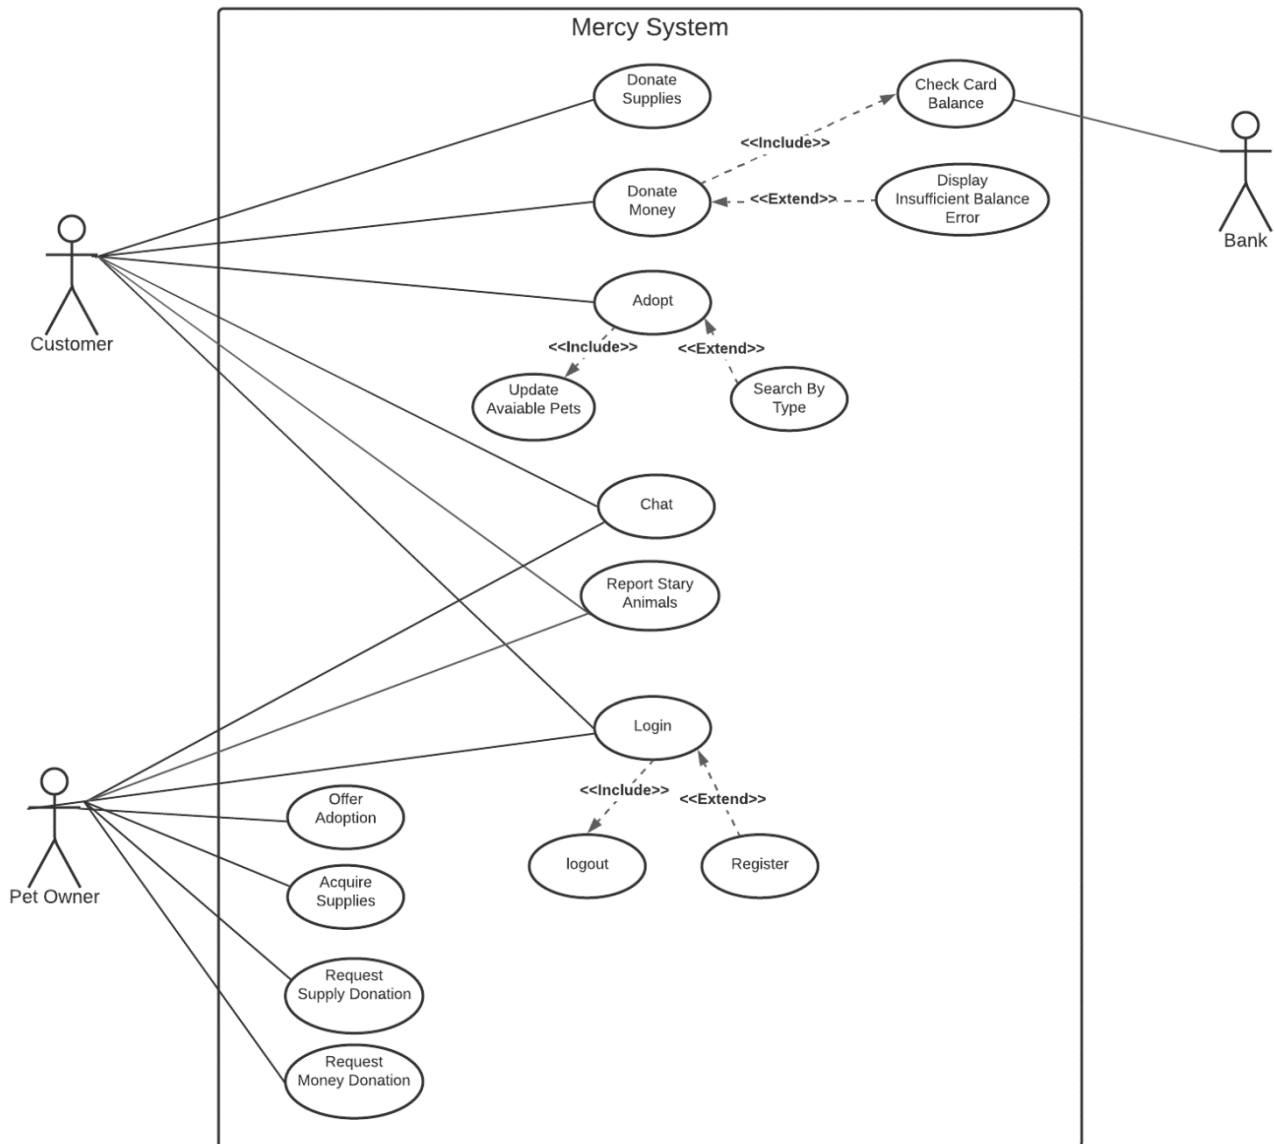 Mercy System
Donate
Supplies
Check Card
Balance
<<Include>>
Donate
Money
<<Extend>>
Display
Insufficient Balance
Error
Bank
Customer
Adopt
<<Include>>
<<Extend>>
Update
Avaiable Pets
Search By
Type
Chat
Report Stary
Animals
Login
<<Include>>
<<Extend>>
logout
Register
Pet Owner
Offer
Adoption
Acquire
Supplies
Request
Supply Donation
Request
Money Donation